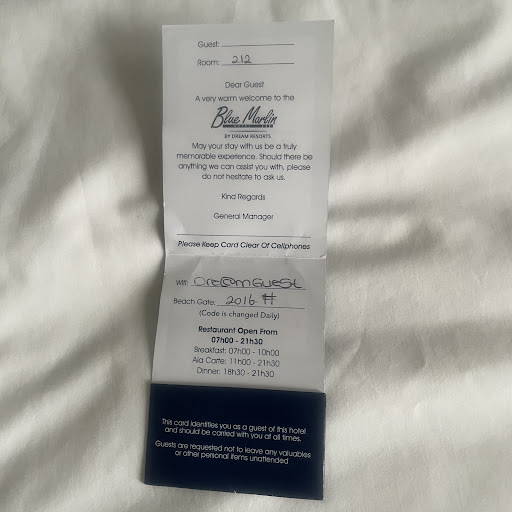 Guest:
Room: 212
Dear Guest
A very warm welcome to the
Blue Marlin
BY DREAM RESORTS
May your stay with us be a truly
memorable experience. Should there be
anything we can assist you with, please
do not hesitate to ask us.
Kind Regards
General Manager
Please Keep Card Clear Of Cellphones
Wifi:
Beach Gate: 2016 #
(Code is changed Daily)
Restaurant Open From
07h00 - 21h30
Breakfast: 07h00 - 10h00
Ala Carte: 11h00 - 21h30
Dinner: 18h30 - 21h30
This card identifies you as a guest of this hotel
and should be carried with you at all times.
Guests are requested not to leave any valuables
or other personal items unattended